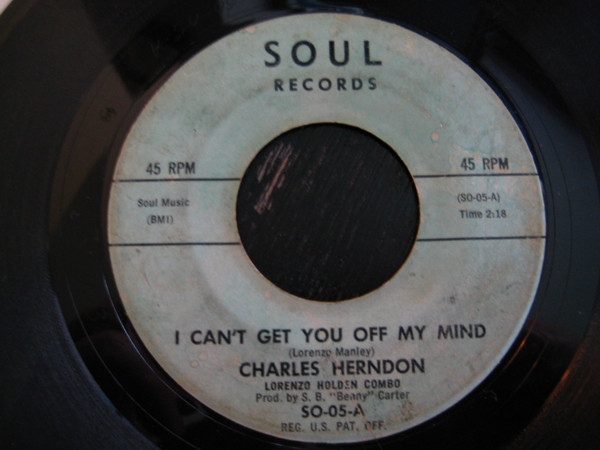 SOUL
RECORDS
45 RPM
45 RPM
Soul Music
(BMI)
(SO-05-A)
Time 2:18
I CAN'T GET YOU OFF MY MIND
(Lorenzo Manley)
CHARLES HERNDON
LORENZO HOLDEN COMBO
Prod. by S. B. "Beany" Carter
SO-05-A
REG. U.S. PAT. OFF.